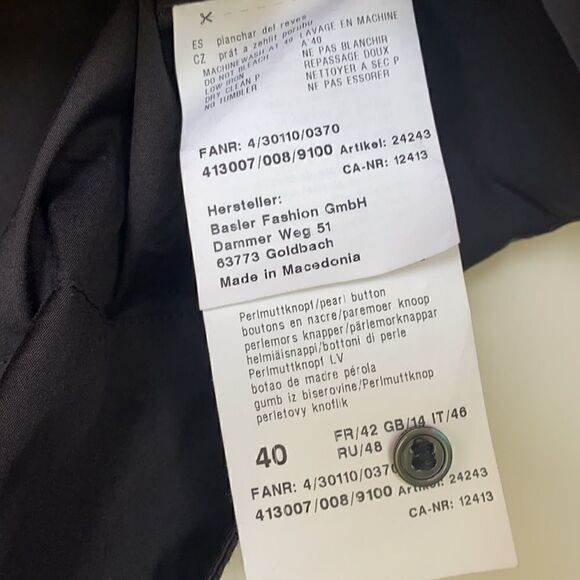 ES planchar del reves
CZ prát a žehlit porubu
MACHINE WASH AT 40 LAVAGE EN MACHINE
DO NOT BLEACH A 40
LOW IRON NE PAS BLANCHIR
DRY CLEAN P REPASSAGE DOUX
NO TUMBLER NETTOYER A SEC P
NE PAS ESSORER
FANR: 4/30110/0370
413007/008/9100 Artikel: 24243
CA-NR: 12413
Hersteller:
Basler Fashion GmbH
Dammer Weg 51
63773 Goldbach
Made in Macedonia
Perlmuttknopf/pearl button
boutons en nacre/paremoer knoop
perlemors knapper/pärlemorknappar
helmiäisnappi/bottoni di perle
Perlmuttknopf LV
botao de madre pérola
gumb iz biserovine/Perlmuttknop
perletovy knoflik
40 FR/42 GB/14 IT/46
RU/48
FANR: 4/30110/0370
413007/008/9100 24243
CA-NR: 12413